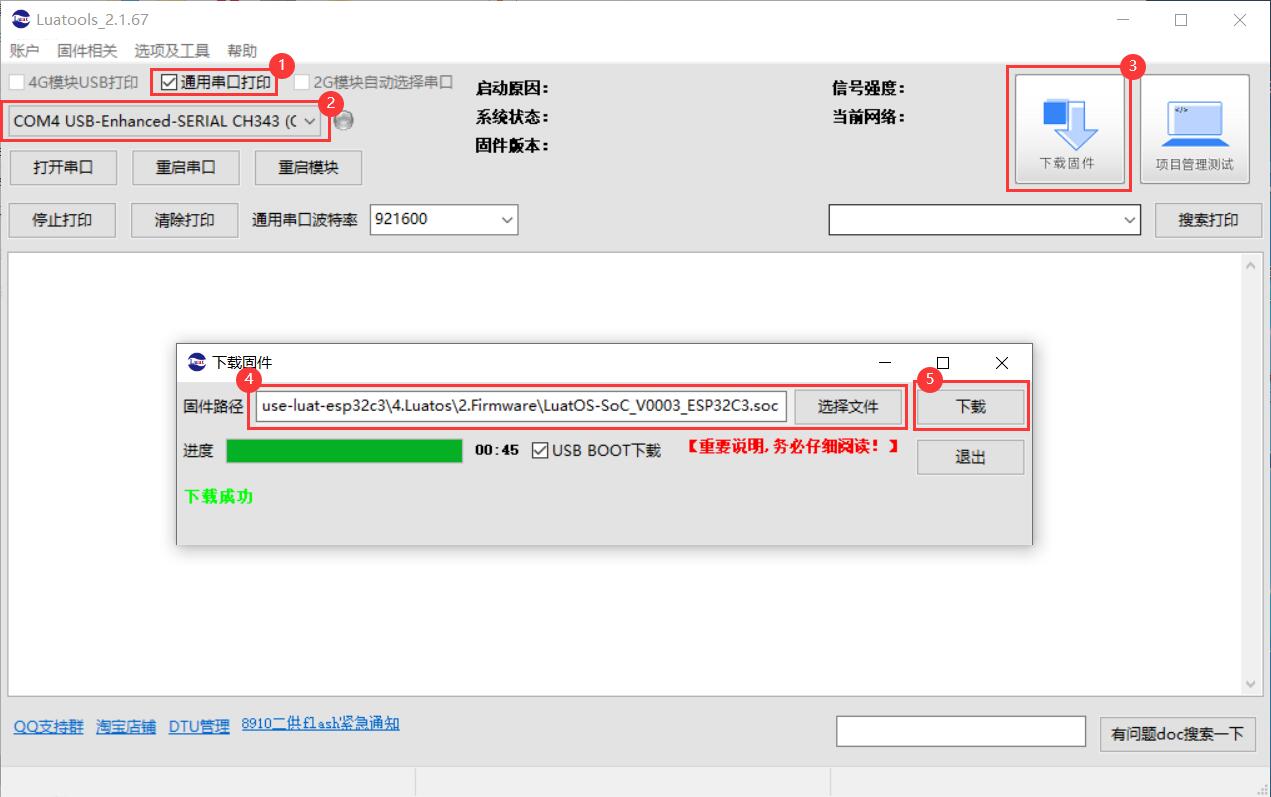 Luatools_2.1.67
账户 固件相关 选项及工具 帮助
4G模块USB打印 通用串口打印 1 2G模块自动选择串口 启动原因: 信号强度: 3
COM4 USB-Enhanced-SERIAL CH343 (C 2 系统状态: 当前网络:
固件版本:
下载固件 项目管理测试
打开串口 重启串口 重启模块
停止打印 清除打印 通用串口波特率 921600 搜索打印
下载固件
4 5
固件路径 use-luat-esp32c3\4.Luatos\2.Firmware\LuatOS-SoC_V0003_ESP32C3.soc 选择文件 下载
进度 00:45 USB BOOT下载 【重要说明,务必仔细阅读!】 退出
下载成功
QQ支持群 淘宝店铺 DTU管理 8910二供flash紧急通知 有问题doc搜索一下